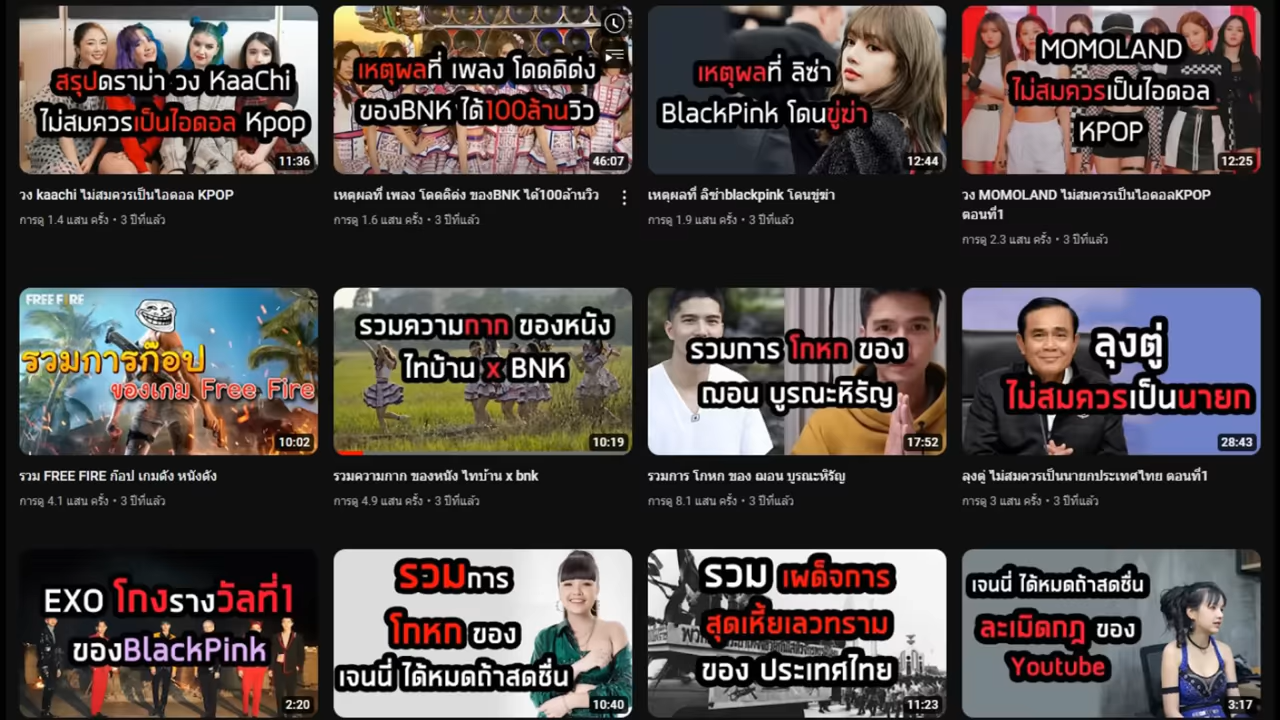 สรุปดราม่า วง KaaChi
ไม่สมควรเป็นไอดอล Kpop
11:36
เหตุผลที่ เพลง โดดดิด่ง
ของBNK ได้100ล้านวิว
46:07
เหตุผลที่ ลิซ่า
BlackPink โดนขู่ฆ่า
12:44
MOMOLAND
ไม่สมควรเป็นไอดอล
KPOP
12:25
วง kaachi ไม่สมควรเป็นไอดอล KPOP
การดู 1.4 แสน ครั้ง • 3 ปีที่แล้ว
เหตุผลที่ เพลง โดดดิด่ง ของBNK ได้100ล้านวิว
การดู 1.6 แสน ครั้ง • 3 ปีที่แล้ว
เหตุผลที่ ลิซ่าblackpink โดนขู่ฆ่า
การดู 1.9 แสน ครั้ง • 3 ปีที่แล้ว
วง MOMOLAND ไม่สมควรเป็นไอดอลKPOP
ตอนที่1
การดู 2.3 แสน ครั้ง • 3 ปีที่แล้ว
FREE FIRE
รวมการก๊อป
ของเกม Free Fire
10:02
รวมความกาก ของหนัง
ไทบ้าน x BNK
10:19
รวมการ โกหก ของ
ฌอน บูรณะหิรัญ
17:52
ลุงตู่
ไม่สมควรเป็นนายก
28:43
รวม FREE FIRE ก๊อป เกมดัง หนังดัง
การดู 4.1 แสน ครั้ง • 3 ปีที่แล้ว
รวมความกาก ของหนัง ไทบ้าน x bnk
การดู 4.9 แสน ครั้ง • 3 ปีที่แล้ว
รวมการ โกหก ของ ฌอน บูรณะหิรัญ
การดู 8.1 แสน ครั้ง • 3 ปีที่แล้ว
ลุงตู่ ไม่สมควรเป็นนายกประเทศไทย ตอนที่1
การดู 3 แสน ครั้ง • 3 ปีที่แล้ว
EXO โกงรางวัลที่1
ของBlackPink
2:20
รวมการ
โกหก ของ
เจนนี่ ได้หมดถ้าสดชื่น
10:40
รวม เผด็จการ
สุดเหี้ยเลวทราม
ของ ประเทศไทย
11:23
เจนนี่ ได้หมดถ้าสดชื่น
ละเมิดกฎ ของ
Youtube
3:17